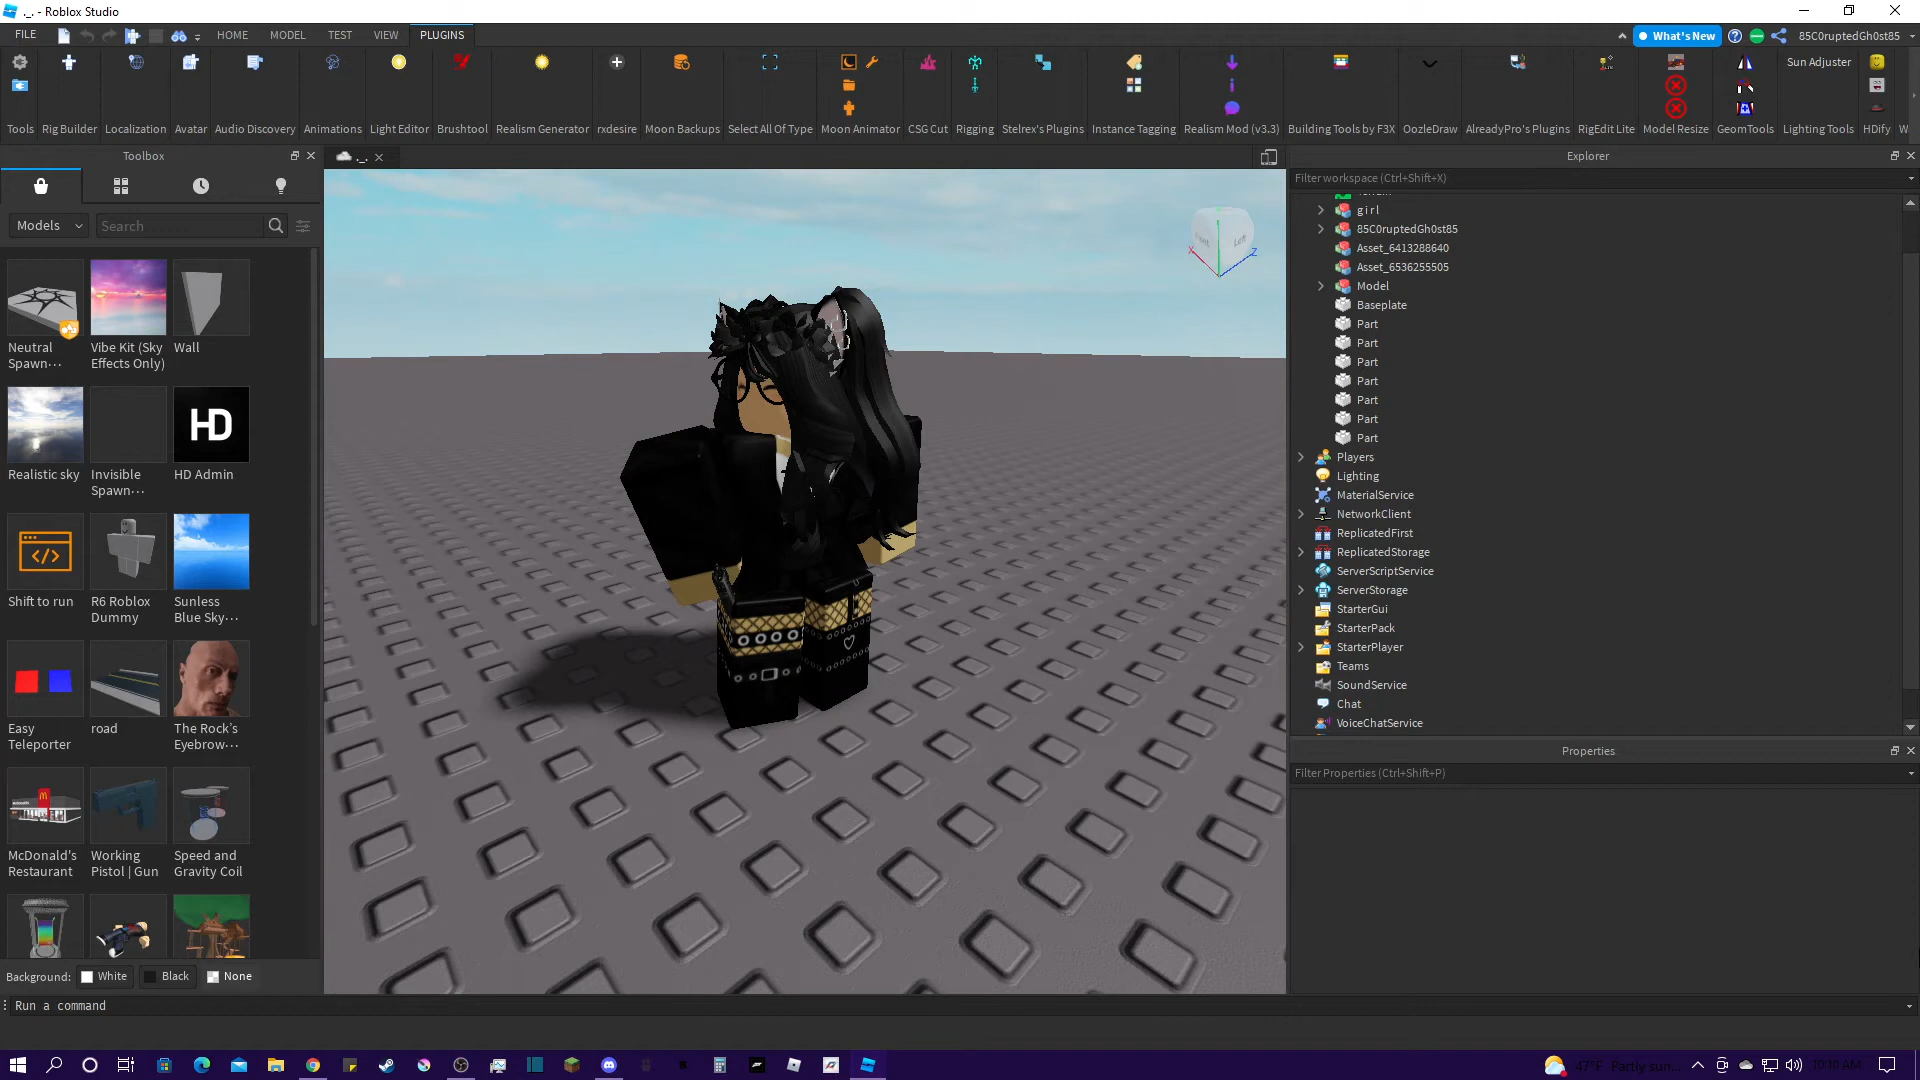 ._. - Roblox Studio
FILE HOME MODEL TEST VIEW PLUGINS What's New 85C0ruptedGh0st85
Sun Adjuster
Tools Rig Builder Localization Avatar Audio Discovery Animations Light Editor Brushtool Realism Generator rxdesire Moon Backups Select All Of Type Moon Animator CSG Cut Rigging Stelrex's Plugins Instance Tagging Realism Mod (v3.3) Building Tools by F3X OozleDraw AlreadyPro's Plugins RigEdit Lite Model Resize GeomTools Lighting Tools HDify W
Toolbox
._.
Explorer
Filter workspace (Ctrl+Shift+X)
Models Search
Neutral Spawn...
Vibe Kit (Sky Effects Only)
Wall
Realistic sky
Invisible Spawn...
HD
HD Admin
Shift to run
R6 Roblox Dummy
Sunless Blue Sky...
Easy Teleporter
road
The Rock's Eyebrow...
McDonald's Restaurant
Working Pistol | Gun
Speed and Gravity Coil
Background: White Black None
Run a command
Left
X
Z
girl
85C0ruptedGh0st85
Asset_6413288640
Asset_6536255505
Model
Baseplate
Part
Part
Part
Part
Part
Part
Part
Players
Lighting
MaterialService
NetworkClient
ReplicatedFirst
ReplicatedStorage
ServerScriptService
ServerStorage
StarterGui
StarterPack
StarterPlayer
Teams
SoundService
Chat
VoiceChatService
Properties
Filter Properties (Ctrl+Shift+P)
47°F Partly sun... 10:10 AM